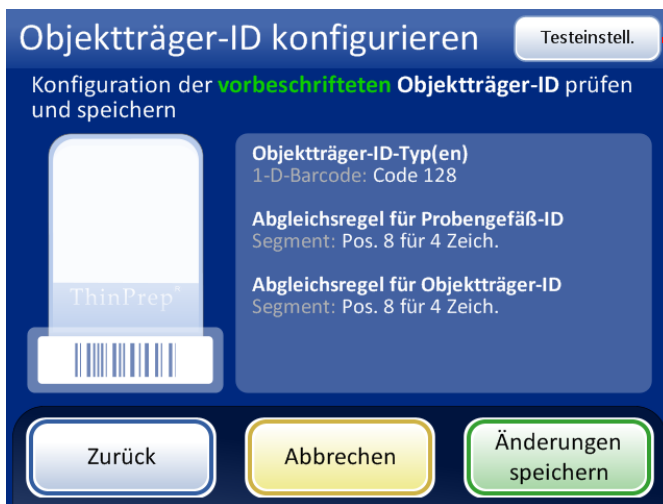 Objektträger-ID konfigurieren
Testeinstell.
Konfiguration der vorbeschrifteten Objektträger-ID prüfen
und speichern
Objektträger-ID-Typ(en)
1-D-Barcode: Code 128
Abgleichsregel für Probengefäß-ID
Segment: Pos. 8 für 4 Zeich.
Abgleichsregel für Objektträger-ID
Segment: Pos. 8 für 4 Zeich.
ThinPrep®
Zurück
Abbrechen
Änderungen
speichern